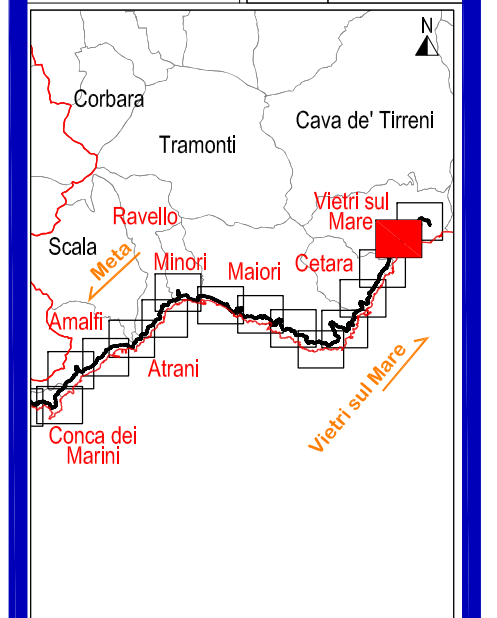 N
Corbara
Cava de' Tirreni
Tramonti
Vietri sul
Mare
Ravello
Scala
Meta
Minori
Maiori
Cetara
Amalfi
Atrani
Vietri sul Mare
Conca dei
Marini